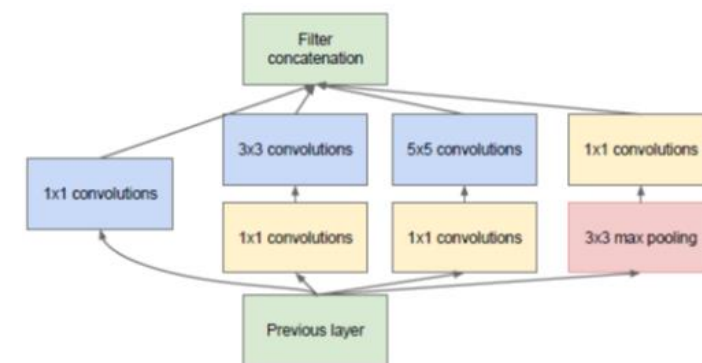 Filter
concatenation
3x3 convolutions
5x5 convolutions
1x1 convolutions
1x1 convolutions
1x1 convolutions
1x1 convolutions
3x3 max pooling
Previous layer